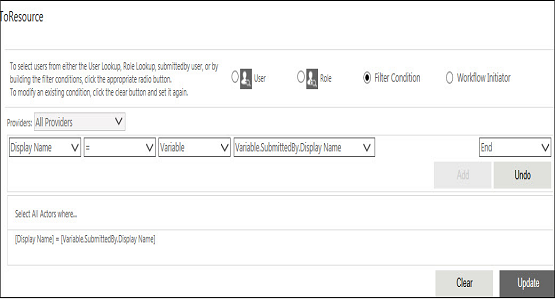 ToResource
To select users from either the User Lookup, Role Lookup, submittedby user, or by
building the filter conditions, click the appropriate radio button.
To modify an existing condition, click the clear button and set it again.
User
Role
Filter Condition
Workflow Initiator
Providers: All Providers
Display Name = Variable Variable.SubmittedBy.Display Name End
Add Undo
Select All Actors where...
[Display Name] = [Variable.SubmittedBy.Display Name]
Clear Update